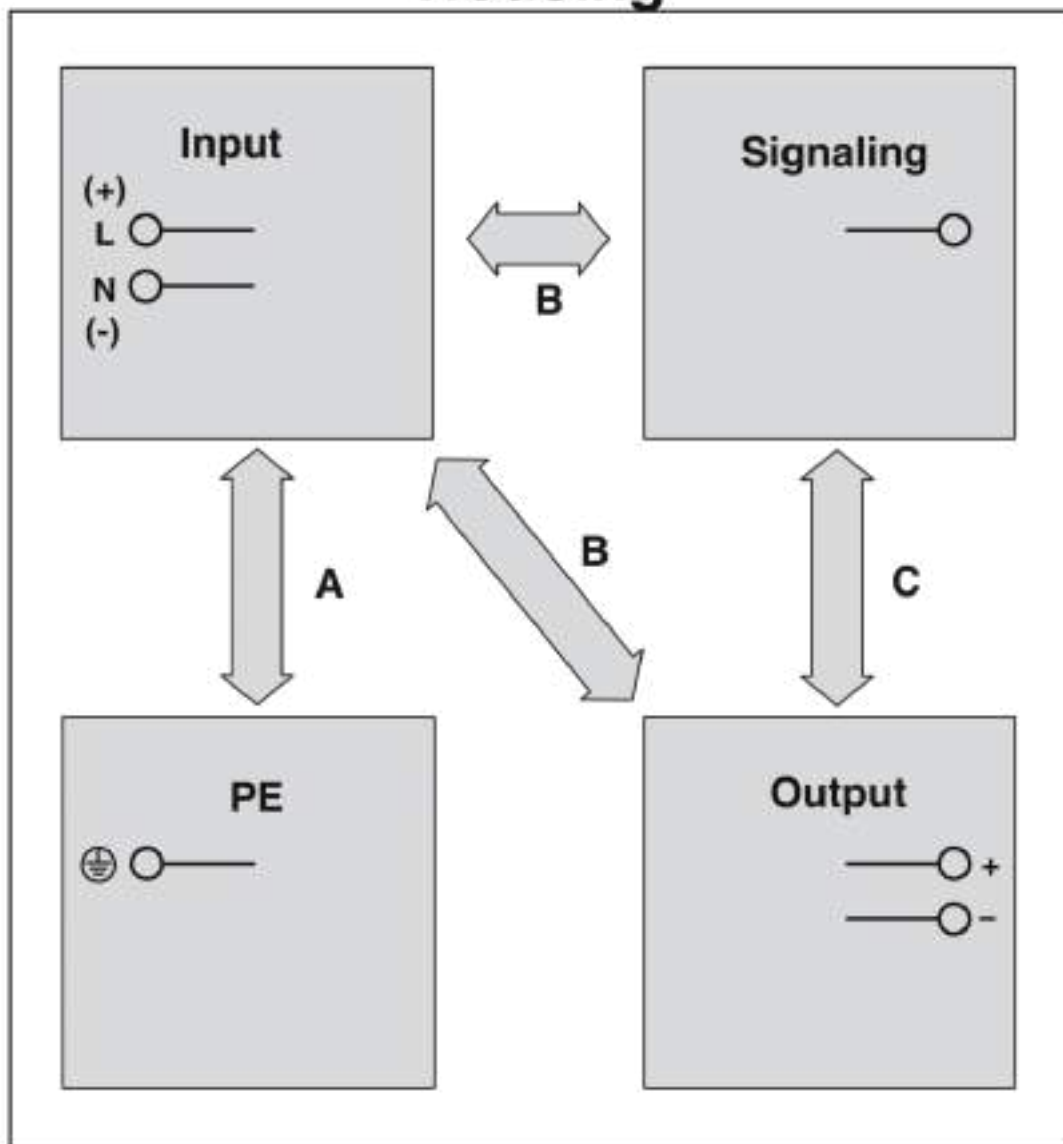 Input
(+)
L
N
(-)
Signaling
B
A
B
C
PE
Output
+
–